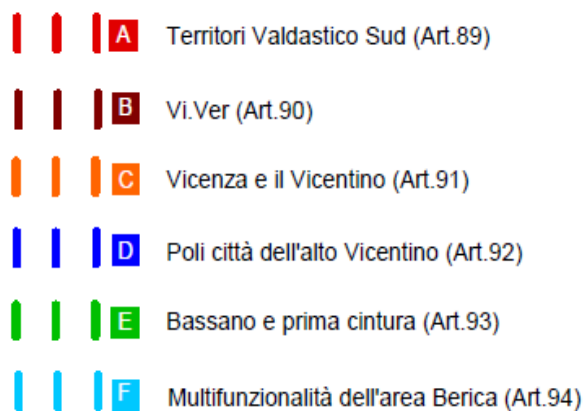 A Territori Valdastico Sud (Art.89)
B Vi.Ver (Art.90)
C Vicenza e il Vicentino (Art.91)
D Poli città dell'alto Vicentino (Art.92)
E Bassano e prima cintura (Art.93)
F Multifunzionalità dell'area Berica (Art.94)